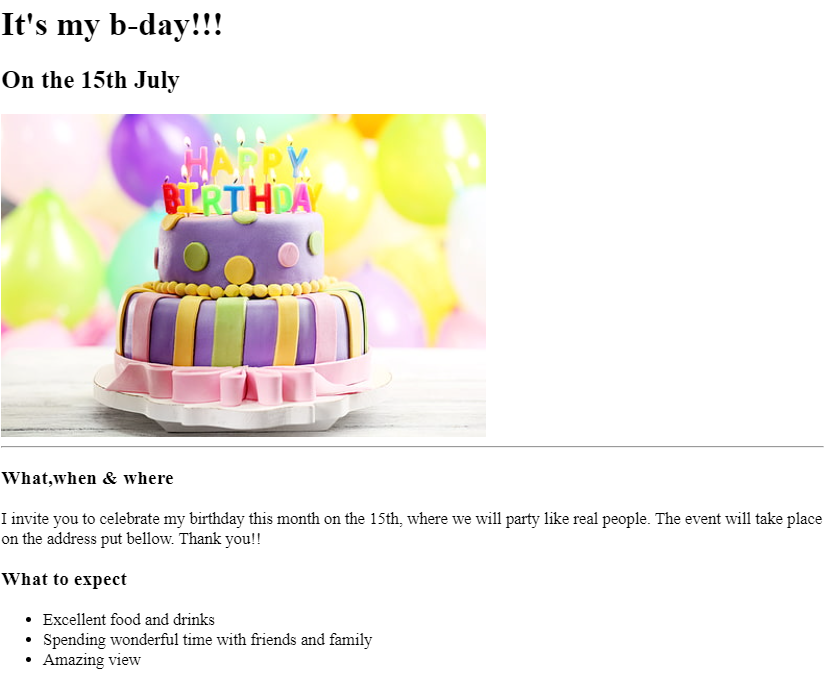 It's my b-day!!!
On the 15th July
HAPPY
BIRTHDAY
What,when & where
I invite you to celebrate my birthday this month on the 15th, where we will party like real people. The event will take place
on the address put bellow. Thank you!!
What to expect
• Excellent food and drinks
• Spending wonderful time with friends and family
• Amazing view